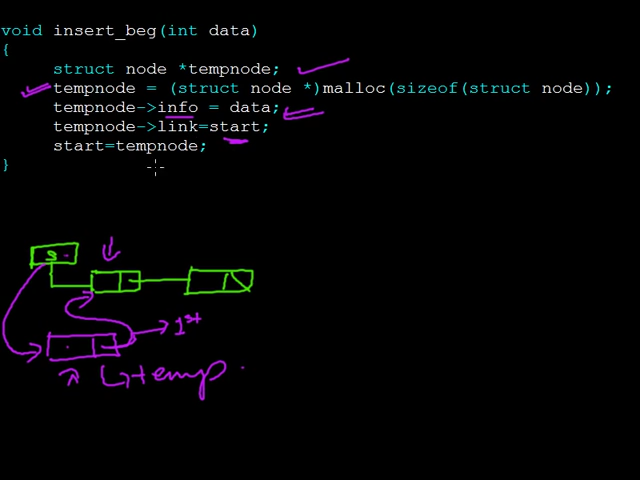 void insert_beg(int data)
{
struct node *tempnode;
tempnode = (struct node *)malloc(sizeof(struct node));
tempnode->info = data;
tempnode->link=start;
start=tempnode;
}
S
1st
temp